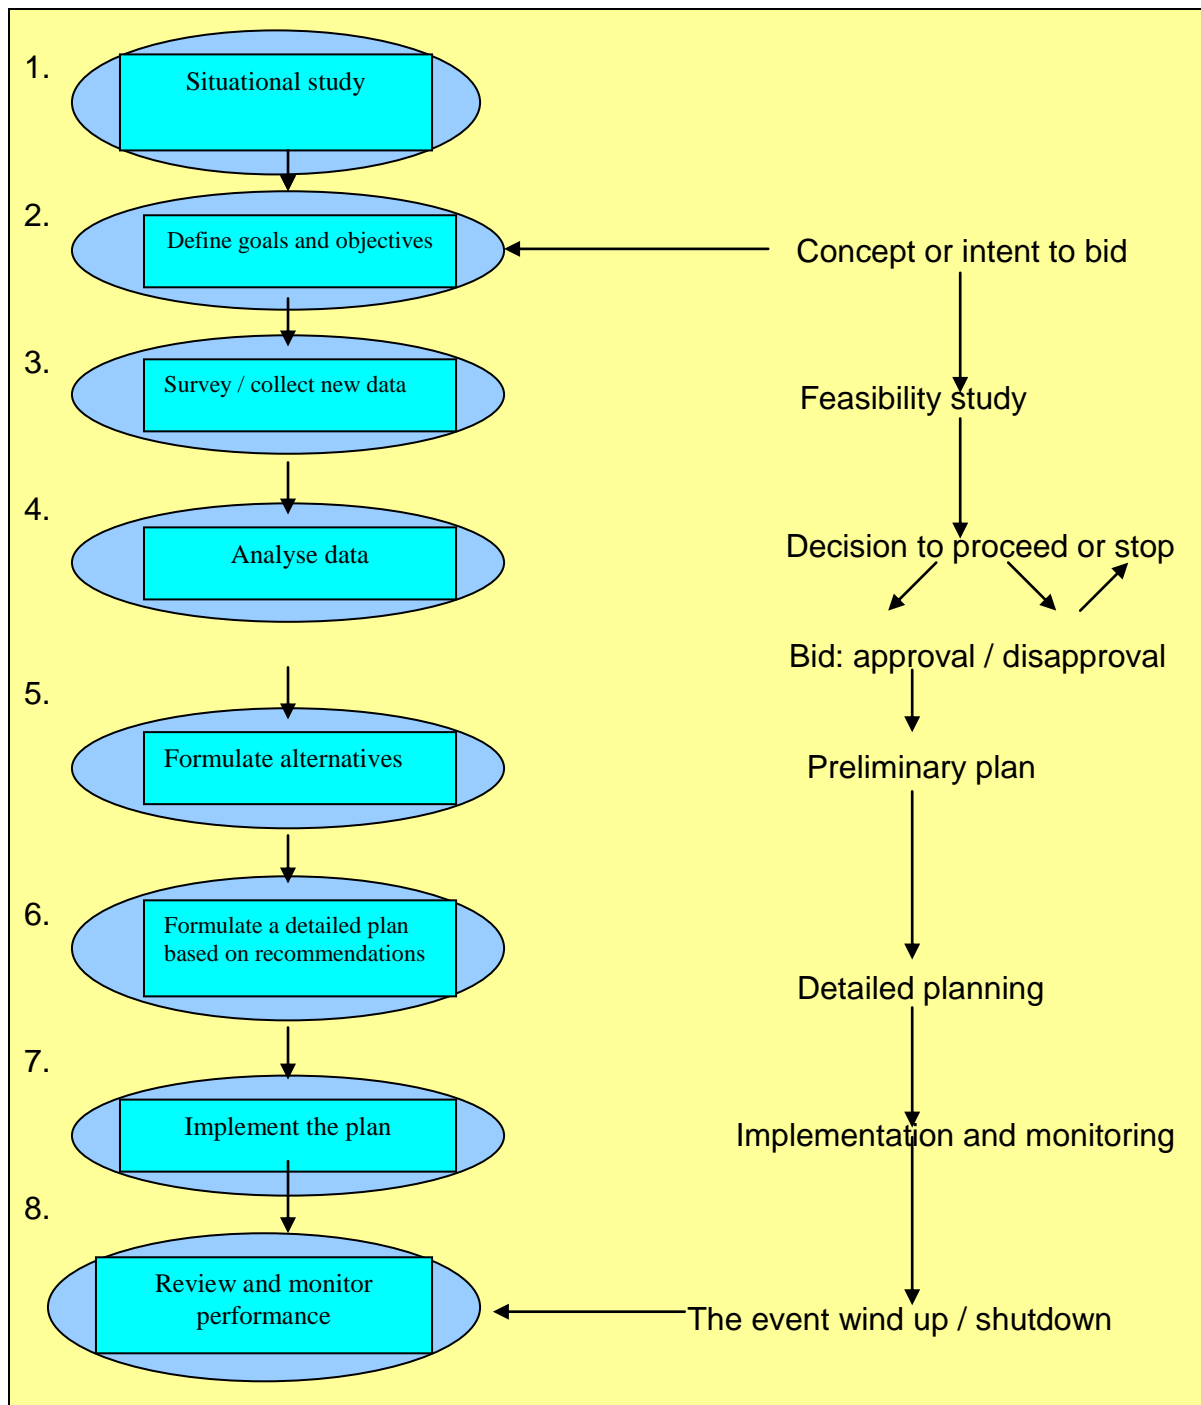 1.
Situational study
2.
Define goals and objectives
Concept or intent to bid
3.
Survey / collect new data
Feasibility study
4.
Analyse data
Decision to proceed or stop
Bid: approval / disapproval
5.
Formulate alternatives
Preliminary plan
6.
Formulate a detailed plan
based on recommendations
Detailed planning
7.
Implement the plan
Implementation and monitoring
8.
Review and monitor
performance
The event wind up / shutdown